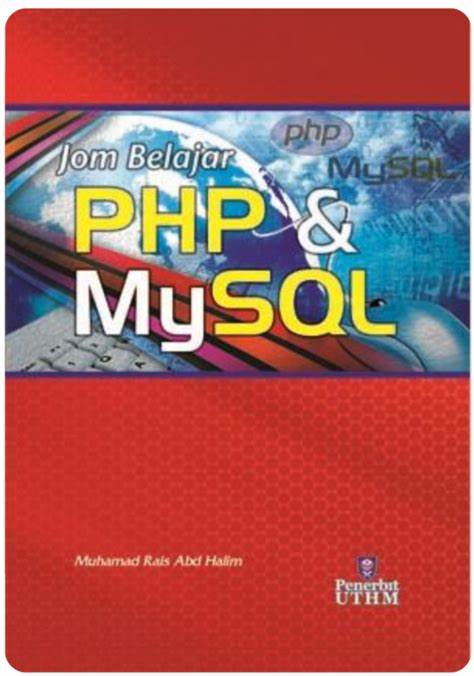 php
MySQL
Jom Belajar
PHP &
MySQL
Muhamad Rais Abd Halim
Penerbit
UTHM